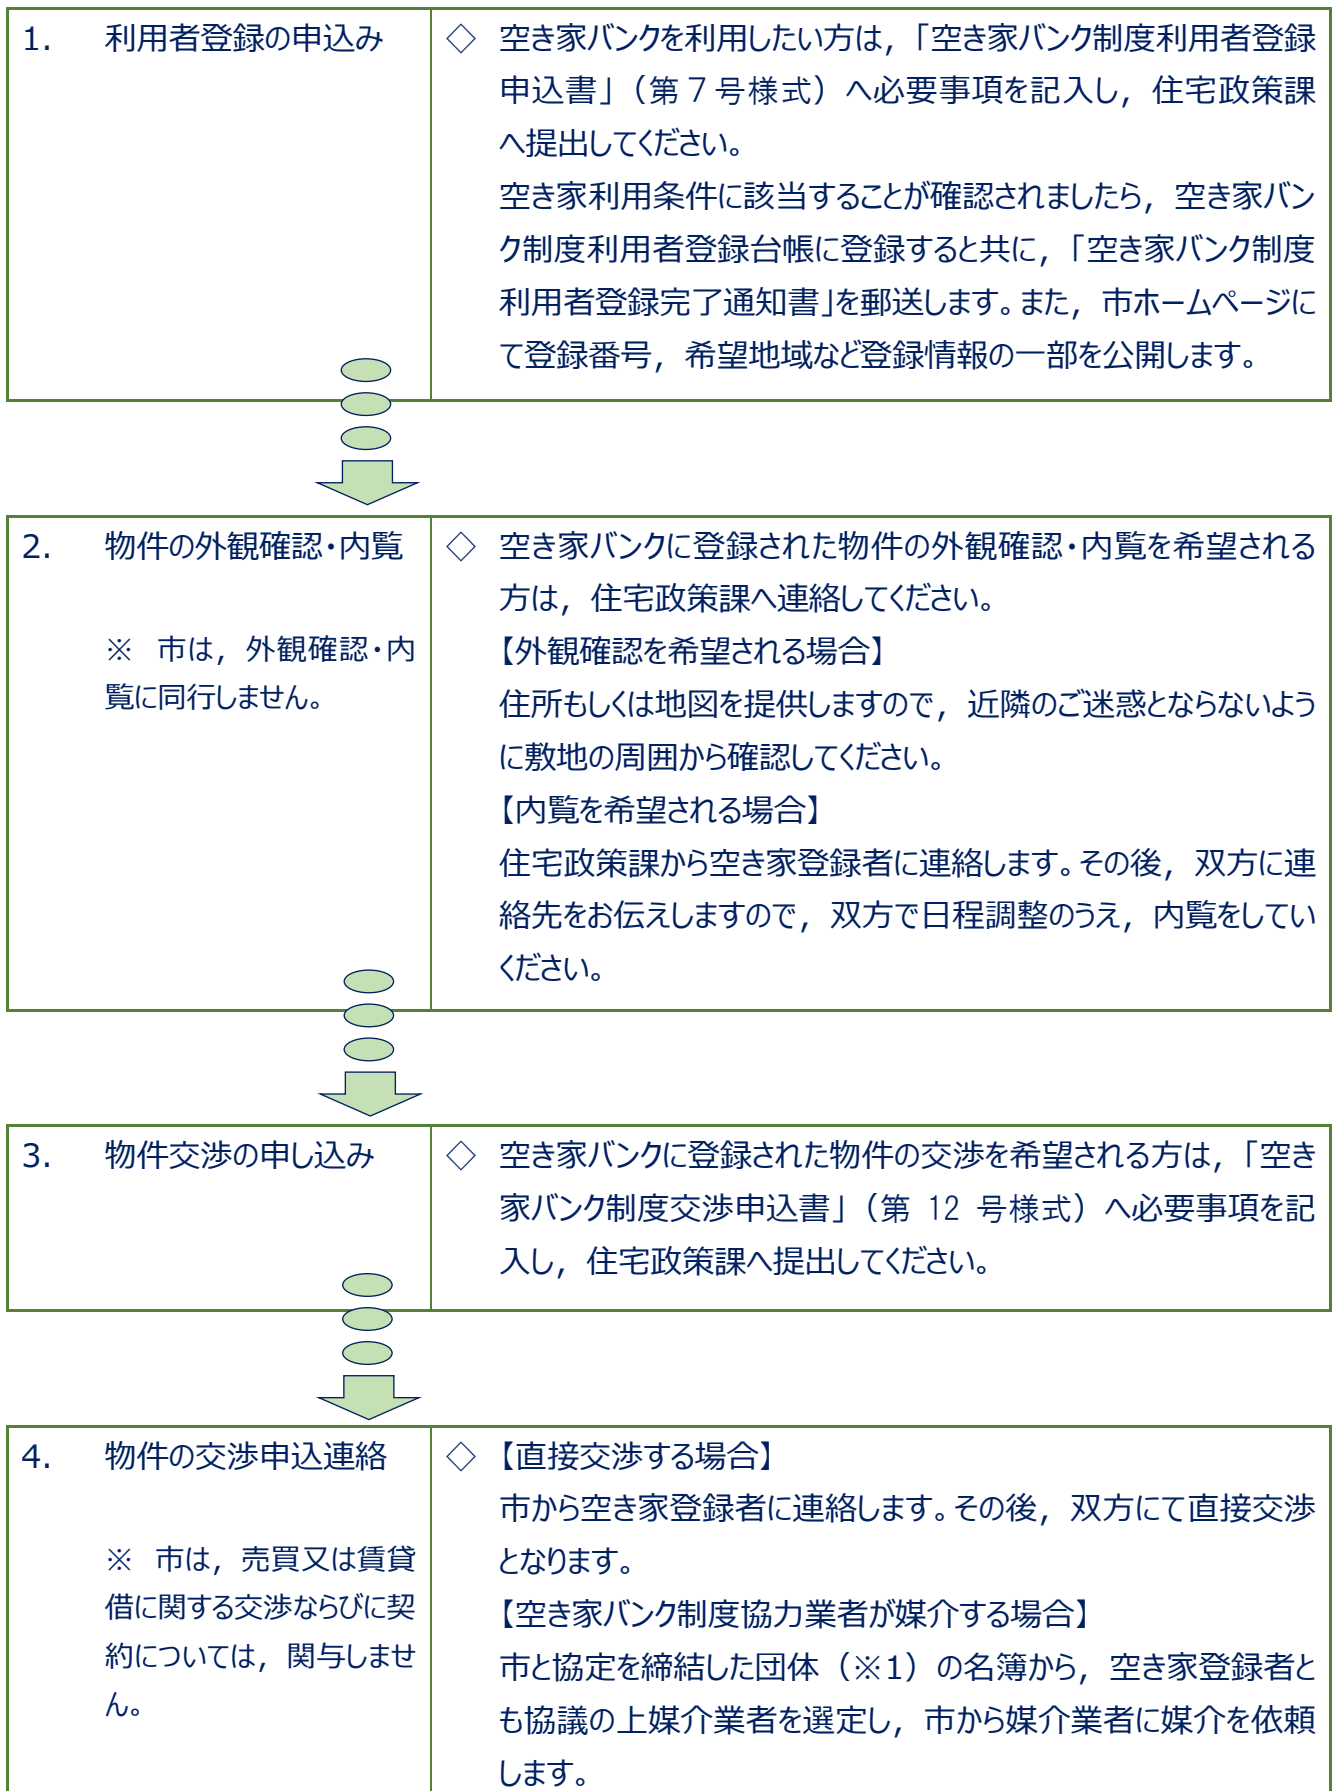 1. 利用者登録の申込み
◇ 空き家バンクを利用したい方は，「空き家バンク制度利用者登録
申込書」（第７号様式）へ必要事項を記入し，住宅政策課
へ提出してください。
空き家利用条件に該当することが確認されましたら，空き家バン
ク制度利用者登録台帳に登録すると共に，「空き家バンク制度
利用者登録完了通知書」を郵送します。また，市ホームページに
て登録番号，希望地域など登録情報の一部を公開します。
2. 物件の外観確認・内覧
※ 市は，外観確認・内
覧に同行しません。
◇ 空き家バンクに登録された物件の外観確認・内覧を希望される
方は，住宅政策課へ連絡してください。
【外観確認を希望される場合】
住所もしくは地図を提供しますので，近隣のご迷惑とならないよう
に敷地の周囲から確認してください。
【内覧を希望される場合】
住宅政策課から空き家登録者に連絡します。その後，双方に連
絡先をお伝えしますので，双方で日程調整のうえ，内覧をしてい
ください。
3. 物件交渉の申し込み
◇ 空き家バンクに登録された物件の交渉を希望される方は，「空き
家バンク制度交渉申込書」（第 12 号様式）へ必要事項を記
入し，住宅政策課へ提出してください。
4. 物件の交渉申込連絡
※ 市は，売買又は賃貸
借に関する交渉ならびに契
約については，関与しませ
ん。
◇ 【直接交渉する場合】
市から空き家登録者に連絡します。その後，双方にて直接交渉
となります。
【空き家バンク制度協力業者が媒介する場合】
市と協定を締結した団体（※1）の名簿から，空き家登録者と
も協議の上媒介業者を選定し，市から媒介業者に媒介を依頼
します。